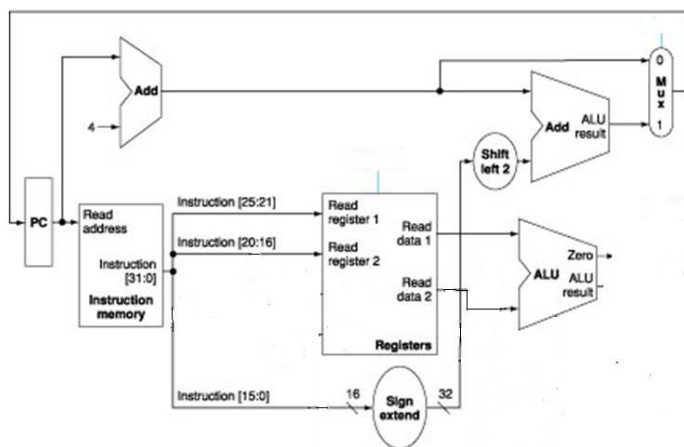 0
M
u
x
1
Add
4
Add
ALU
result
Shift
left 2
PC
Read
address
Instruction
[31:0]
Instruction
memory
Instruction [25:21]
Instruction [20:16]
Read
register 1
Read
register 2
Read
data 1
Read
data 2
Registers
Zero
ALU
ALU
result
Instruction [15:0]
16
Sign
extend
32